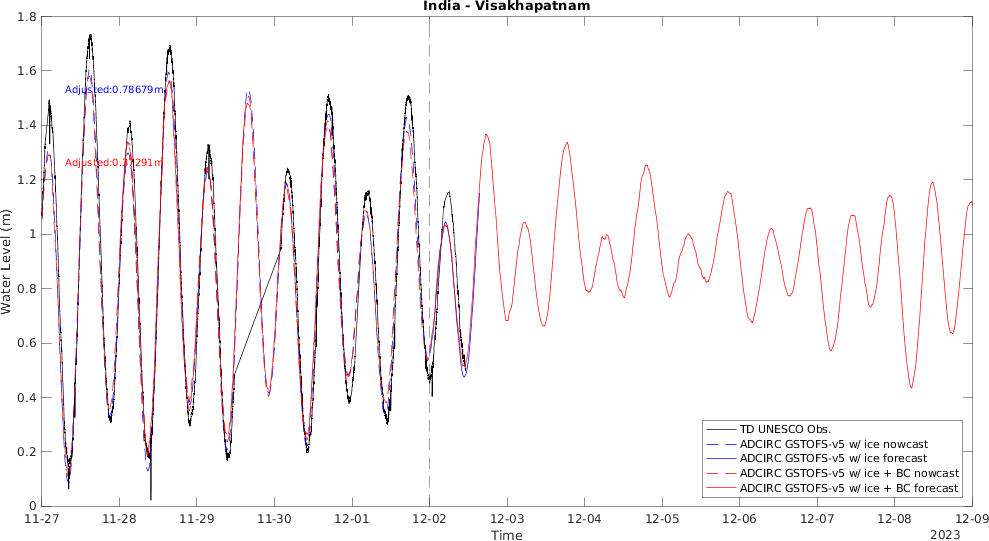 India - Visakhapatnam
1.8
1.6
1.4
1.2
1
0.8
0.6
0.4
0.2
0
Water Level (m)
Adjusted:0.78679m
Adjusted:0.37291m
TD UNESCO Obs.
ADCIRC GSTOFS-v5 w/ ice nowcast
ADCIRC GSTOFS-v5 w/ ice forecast
ADCIRC GSTOFS-v5 w/ ice + BC nowcast
ADCIRC GSTOFS-v5 w/ ice + BC forecast
11-27 11-28 11-29 11-30 12-01 12-02 12-03 12-04 12-05 12-06 12-07 12-08 12-09
Time
2023